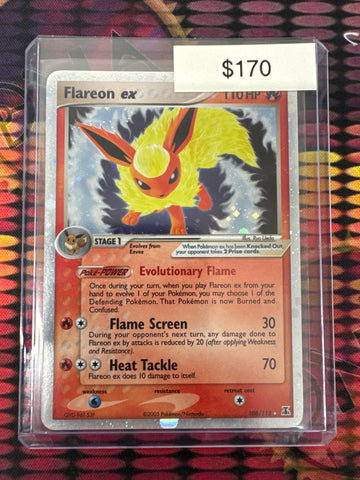 $170
Flareon ex 110 HP
Illus. Ryo Ueda
STAGE 1
Evolves from
Eevee
When Pokémon-ex has been Knocked Out,
your opponent takes 2 Prize cards.
Poké-POWER Evolutionary Flame
Once during your turn, when you play Flareon ex from your
hand to evolve 1 of your Pokémon, you may choose 1 of the
Defending Pokémon. That Pokémon is now Burned and
Confused.
Flame Screen 30
During your opponent's next turn, any damage done to
Flareon ex by attacks is reduced by 20 (after applying Weakness
and Resistance).
Heat Tackle 70
Flareon ex does 10 damage to itself.
weakness resistance retreat cost
©2005 Pokémon/Nintendo 108/113